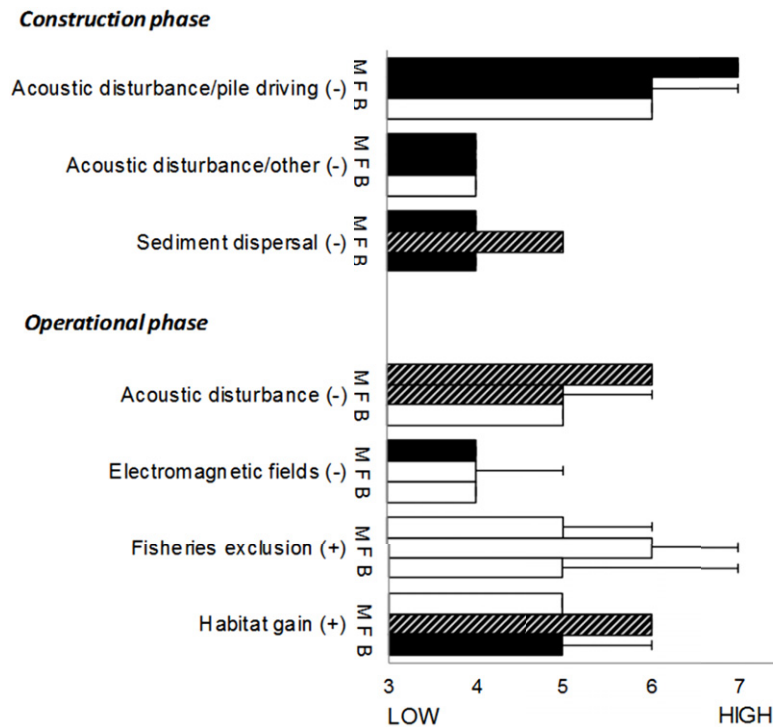 Construction phase
Acoustic disturbance/pile driving (-)
M F B
Acoustic disturbance/other (-)
M F B
Sediment dispersal (-)
M F B
Operational phase
Acoustic disturbance (-)
M F B
Electromagnetic fields (-)
M F B
Fisheries exclusion (+)
M F B
Habitat gain (+)
M F B
3 4 5 6 7
LOW HIGH